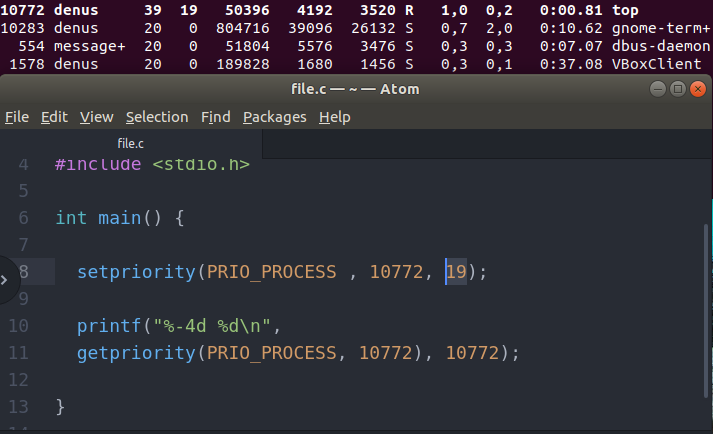 10772 denus 39 19 50396 4192 3520 R 1,0 0,2 0:00.81 top
10283 denus 20 0 804716 39096 26132 S 0,7 2,0 0:10.62 gnome-term+
554 message+ 20 0 51804 5576 3476 S 0,3 0,3 0:07.07 dbus-daemon
1578 denus 20 0 189828 1680 1456 S 0,3 0,1 0:37.08 VBoxClient
file.c — ~ — Atom
File Edit View Selection Find Packages Help
file.c
4 #include <stdio.h>
5
6 int main() {
7
8 setpriority(PRIO_PROCESS , 10772, 19);
9
10 printf("%-4d %d\n",
11 getpriority(PRIO_PROCESS, 10772), 10772);
12
13 }
14